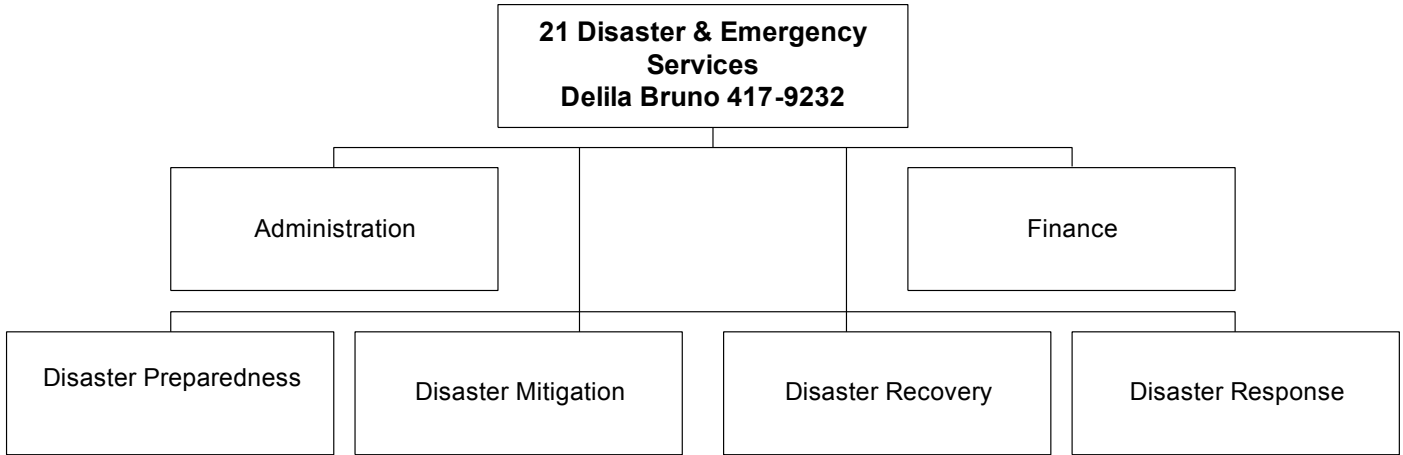 21 Disaster & Emergency
Services
Delila Bruno 417-9232
Administration
Finance
Disaster Preparedness
Disaster Mitigation
Disaster Recovery
Disaster Response